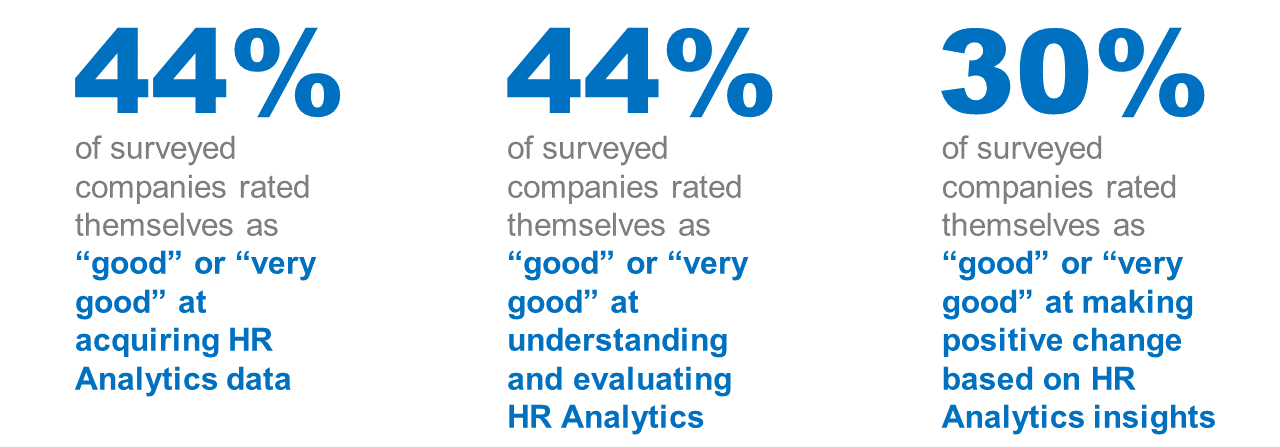 44%
of surveyed
companies rated
themselves as
“good” or “very
good” at
acquiring HR
Analytics data
44%
of surveyed
companies rated
themselves as
“good” or “very
good” at
understanding
and evaluating
HR Analytics
30%
of surveyed
companies rated
themselves as
“good” or “very
good” at making
positive change
based on HR
Analytics insights